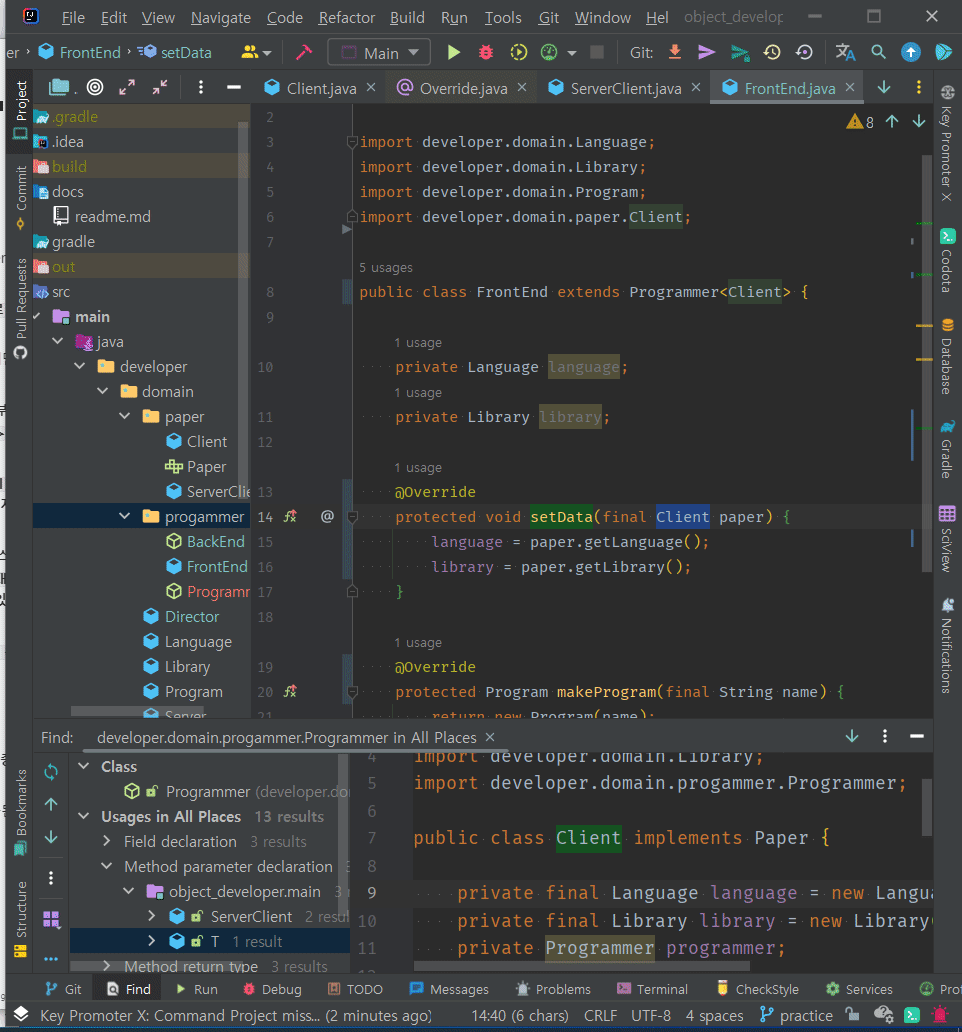 File Edit View Navigate Code Refactor Build Run Tools Git Window Hel object_develop
er › FrontEnd › setData Main Git:
Project
Commit
Pull Requests
Bookmarks
Structure
.gradle
.idea
build
docs
readme.md
gradle
out
src
main
java
developer
domain
paper
Client
Paper
ServerClie
progammer
BackEnd
FrontEnd
Programm
Director
Language
Library
Program
Server
Client.java Override.java ServerClient.java FrontEnd.java
8
2
3 import developer.domain.Language;
4 import developer.domain.Library;
5 import developer.domain.Program;
6 import developer.domain.paper.Client;
7
5 usages
8 public class FrontEnd extends Programmer<Client> {
9
1 usage
10 private Language language;
1 usage
11 private Library library;
12
1 usage
13 @Override
14 @ protected void setData(final Client paper) {
15 language = paper.getLanguage();
16 library = paper.getLibrary();
17 }
18
1 usage
19 @Override
20 protected Program makeProgram(final String name) {
21 return new Program(name);
Key Promoter X
Codota
Database
Gradle
SciView
Notifications
Find: developer.domain.progammer.Programmer in All Places
Class
Programmer (developer.do
Usages in All Places 13 results
Field declaration 3 results
Method parameter declaration 3
object_developer.main 3
ServerClient 2 resul
T 1 result
Method return type 3 results
4 import developer.domain.Library;
5 import developer.domain.progammer.Programmer;
6
7 public class Client implements Paper {
8
9 private final Language language = new Langua
10 private final Library library = new Library(
11 private Programmer programmer;
Git Find Run Debug TODO Messages Problems Terminal CheckStyle Services Prof
Key Promoter X: Command Project miss... (2 minutes ago) 14:40 (6 chars) CRLF UTF-8 4 spaces practice